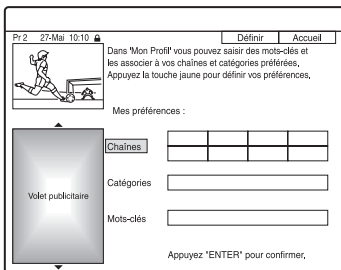 Pr 2 27-Mai 10:10
Définir Accueil
Dans 'Mon Profil' vous pouvez saisir des mots-clés et
les associer à vos chaînes et catégories préférées,
Appuyez la touche jaune pour définir vos préférences,
Mes préférences :
Chaînes
Volet publicitaire
Catégories
Mots-clés
Appuyez "ENTER" pour confirmer,